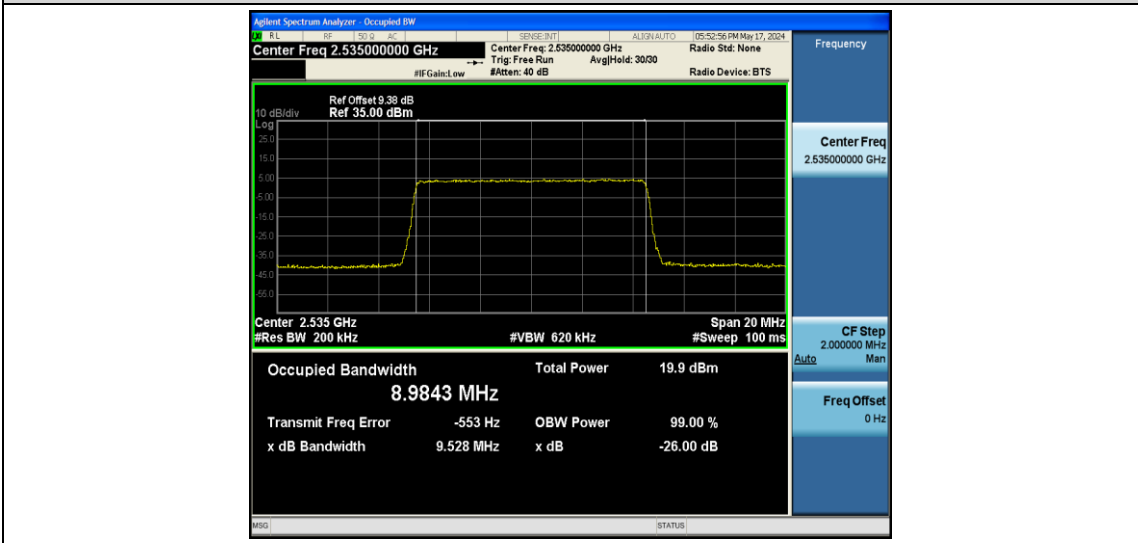 Agilent Spectrum Analyzer - Occupied BW
LXI RL RF 50 Ω AC SENSE:INT ALIGN AUTO 05:52:56 PM May 17, 2024
Center Freq 2.535000000 GHz
Center Freq: 2.535000000 GHz Radio Std: None
Trig: Free Run Avg|Hold: 30/30
#IFGain:Low #Atten: 40 dB Radio Device: BTS
Frequency
Ref Offset 9.38 dB
10 dB/div Ref 35.00 dBm
Log
25.0
15.0
5.00
-5.00
-15.0
-25.0
-35.0
-45.0
-55.0
Center 2.535 GHz Span 20 MHz
#Res BW 200 kHz #VBW 620 kHz #Sweep 100 ms
Occupied Bandwidth Total Power 19.9 dBm
8.9843 MHz
Transmit Freq Error -553 Hz OBW Power 99.00 %
x dB Bandwidth 9.528 MHz x dB -26.00 dB
Center Freq
2.535000000 GHz
CF Step
2.000000 MHz
Auto Man
Freq Offset
0 Hz
MSG STATUS